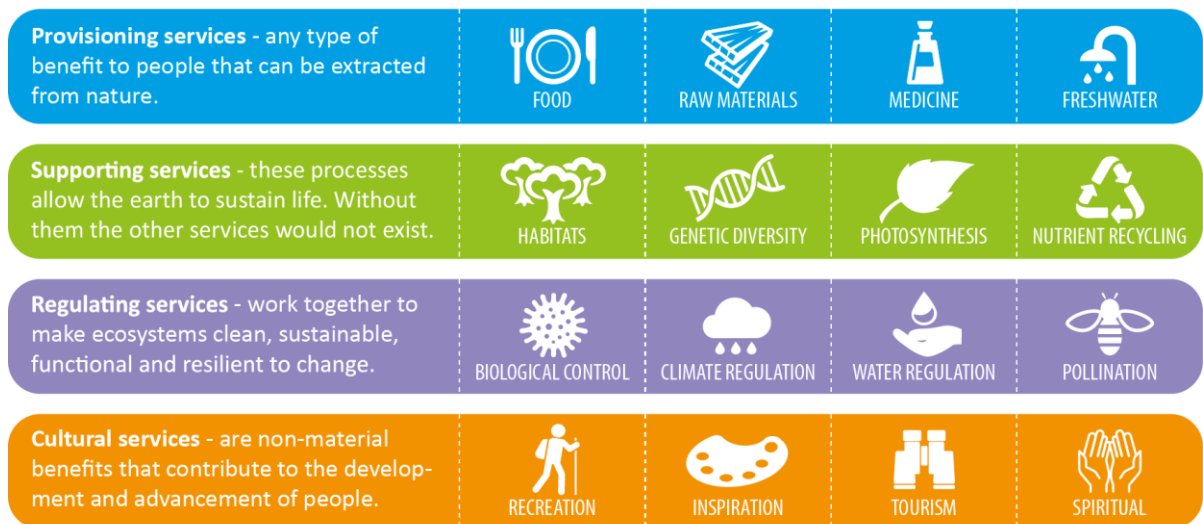 Provisioning services - any type of
benefit to people that can be extracted
from nature.
FOOD
RAW MATERIALS
MEDICINE
FRESHWATER
Supporting services - these processes
allow the earth to sustain life. Without
them the other services would not exist.
HABITATS
GENETIC DIVERSITY
PHOTOSYNTHESIS
NUTRIENT RECYCLING
Regulating services - work together to
make ecosystems clean, sustainable,
functional and resilient to change.
BIOLOGICAL CONTROL
CLIMATE REGULATION
WATER REGULATION
POLLINATION
Cultural services - are non-material
benefits that contribute to the develop-
ment and advancement of people.
RECREATION
INSPIRATION
TOURISM
SPIRITUAL